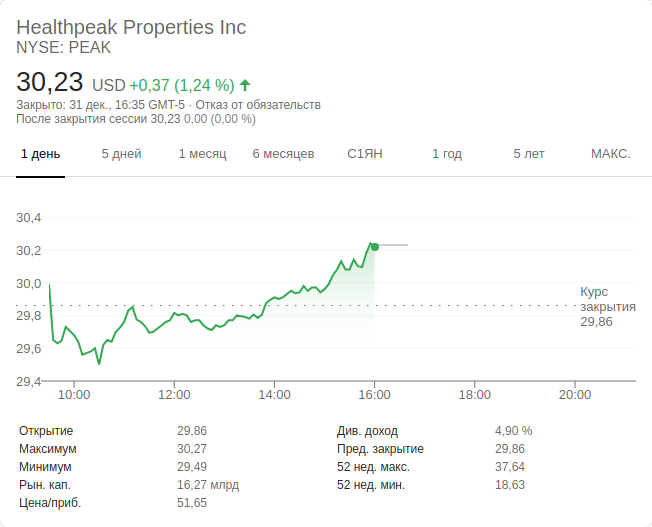 Healthpeak Properties Inc
NYSE: PEAK
30,23 USD +0,37 (1,24 %)
Закрыто: 31 дек., 16:35 GMT-5 · Отказ от обязательств
После закрытия сессии 30,23 0,00 (0,00 %)
1 день 5 дней 1 месяц 6 месяцев С1ЯН 1 год 5 лет МАКС.
30,4
30,2
30,0
29,8
29,6
29,4
Курс
закрытия
29,86
10:00 12:00 14:00 16:00 18:00 20:00
Открытие 29,86 Див. доход 4,90 %
Максимум 30,27 Пред. закрытие 29,86
Минимум 29,49 52 нед. макс. 37,64
Рын. кап. 16,27 млрд 52 нед. мин. 18,63
Цена/приб. 51,65